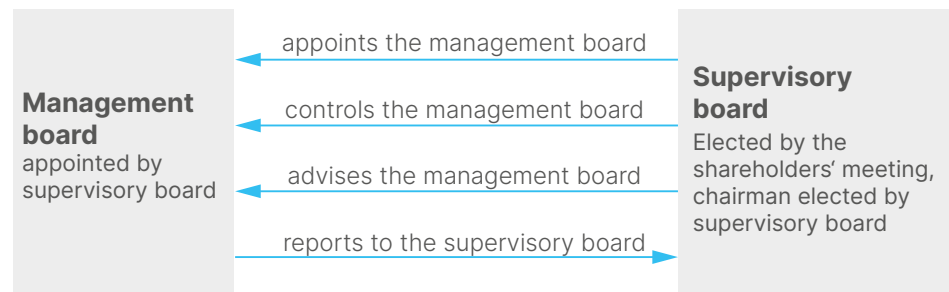 Management
board
appointed by
supervisory board
appoints the management board
controls the management board
advises the management board
reports to the supervisory board
Supervisory
board
Elected by the
shareholders‘ meeting,
chairman elected by
supervisory board